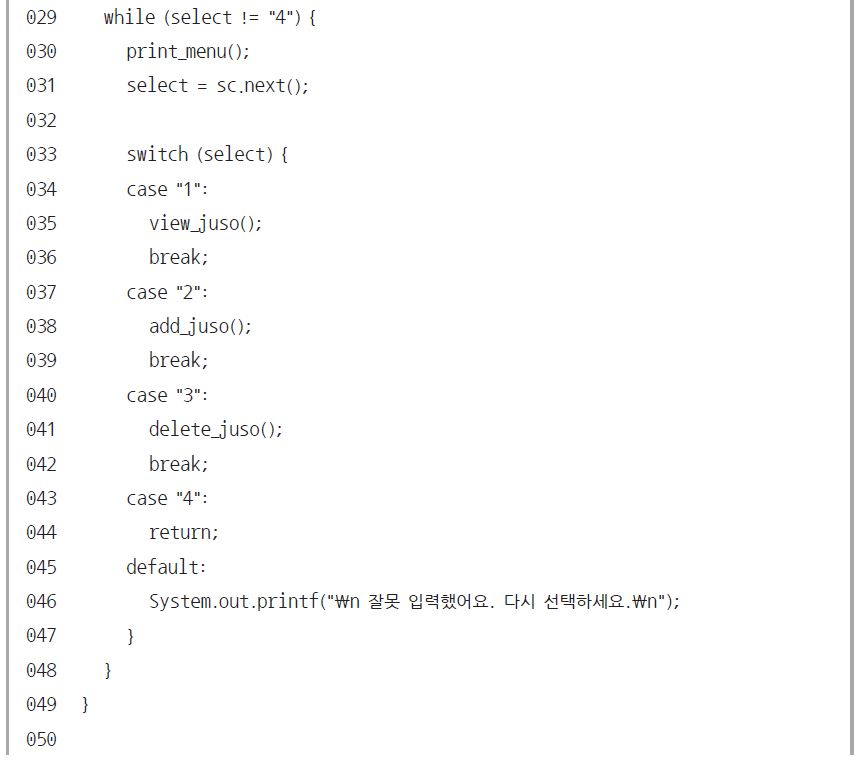 029 while (select != "4") {
030 print_menu();
031 select = sc.next();
032
033 switch (select) {
034 case "1":
035 view_juso();
036 break;
037 case "2":
038 add_juso();
039 break;
040 case "3":
041 delete_juso();
042 break;
043 case "4":
044 return;
045 default:
046 System.out.printf("₩n 잘못 입력했어요. 다시 선택하세요.₩n");
047 }
048 }
049 }
050